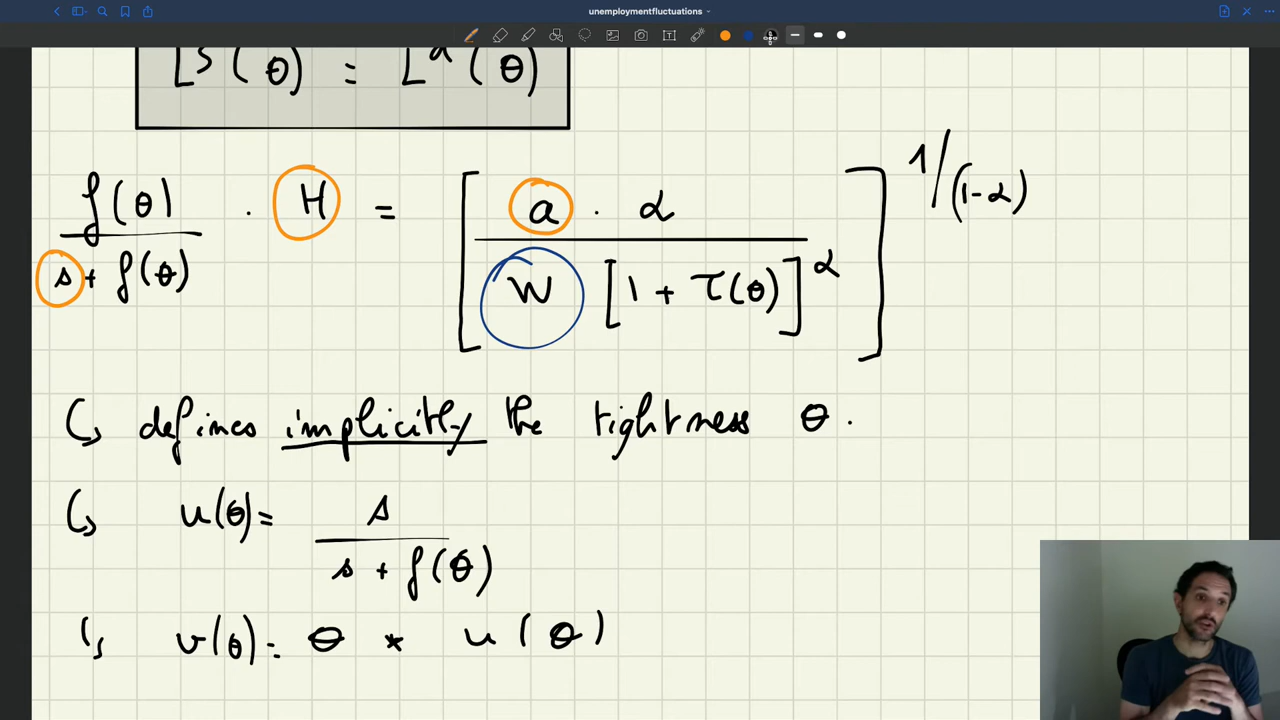 unemploymentfluctuations
L^s (θ) = L^d (θ)
f(θ) / s + f(θ) · H = [ a · α / W [1 + τ(θ)]^α ]^1/(1-α)
↳ defines implicitly the tightness θ.
↳ u(θ) = s / s + f(θ)
↳ v(θ) = θ * u(θ)